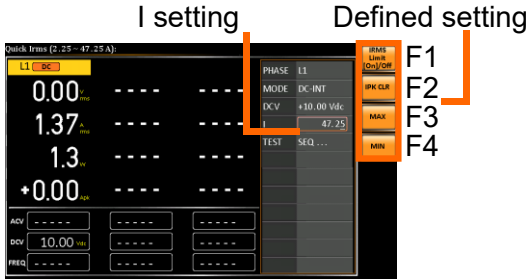 I setting
Defined setting
Quick Irms (2.25 – 47.25 A):
L1 DC
0.00 V rms - - - - - - - -
1.37 A rms - - - - - - - -
1.3 W - - - - - - - -
+0.00 Apk - - - - - - - -
ACV - - - - - - - - - - - - - - -
DCV 10.00 Vdc - - - - - - - - - -
FREQ - - - - - - - - - - - - - - -
PHASE L1
MODE DC-INT
DCV +10.00 Vdc
I 47.25
TEST SEQ ...
IRMS Limit [On]/Off F1
IPK CLR F2
MAX F3
MIN F4